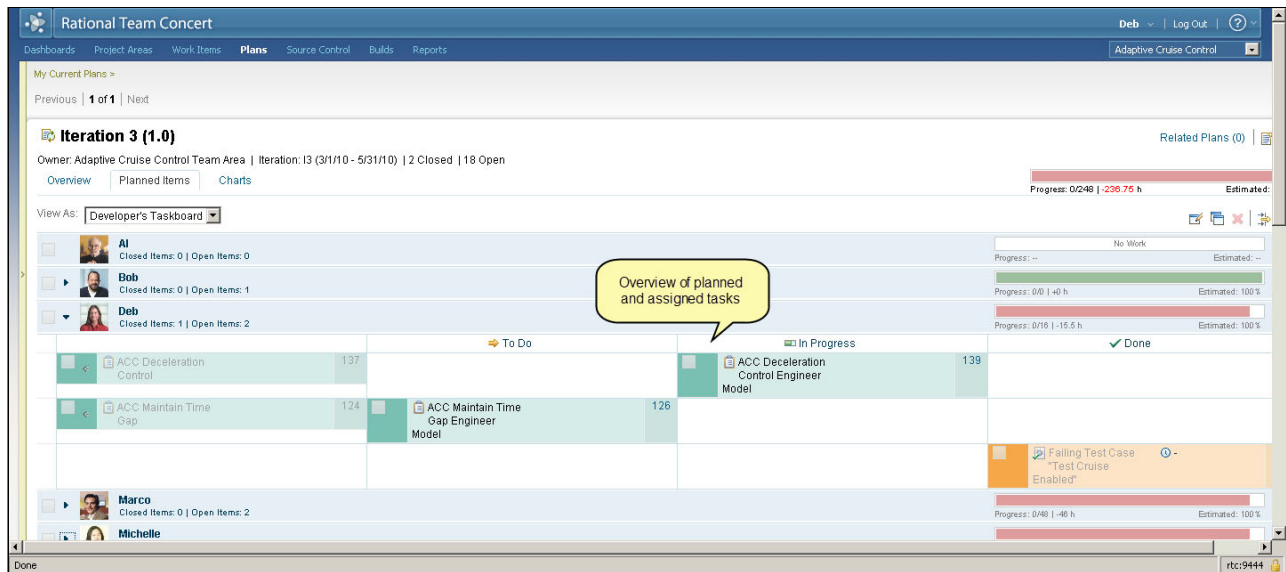 Rational Team Concert
Deb | Log Out | ?
Dashboards Project Areas Work Items Plans Source Control Builds Reports
Adaptive Cruise Control
My Current Plans >
Previous | 1 of 1 | Next
Iteration 3 (1.0)
Related Plans (0)
Owner: Adaptive Cruise Control Team Area | Iteration: I3 (3/1/10 - 5/31/10) | 2 Closed | 18 Open
Overview Planned Items Charts
Progress: 0/248 | -236.75 h Estimated:
View As: Developer's Taskboard
Al
Closed Items: 0 | Open Items: 0
No Work
Progress: -- Estimated: --
Bob
Closed Items: 0 | Open Items: 1
Progress: 0/0 | +0 h Estimated: 100%
Overview of planned
and assigned tasks
Deb
Closed Items: 1 | Open Items: 2
Progress: 0/16 | -15.5 h Estimated: 100%
To Do In Progress Done
ACC Deceleration 137
Control
ACC Deceleration 139
Control Engineer
Model
ACC Maintain Time 124
Gap
ACC Maintain Time 126
Gap Engineer
Model
Failing Test Case -
"Test Cruise
Enabled"
Marco
Closed Items: 0 | Open Items: 2
Progress: 0/48 | -46 h Estimated: 100%
Michelle
Done
rtc:9444